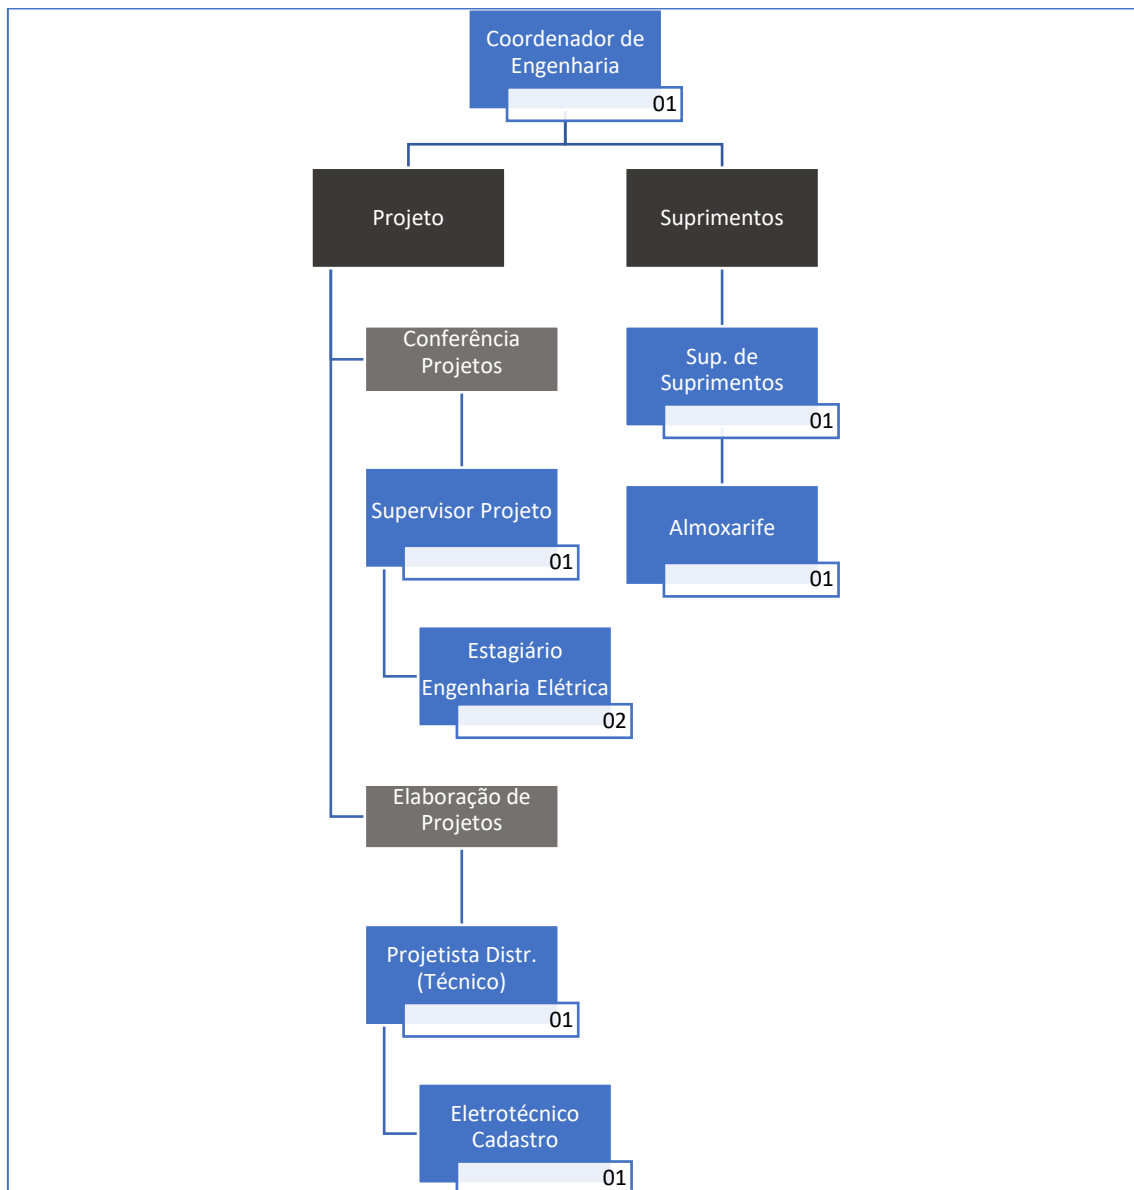 Coordenador de
Engenharia
01
Projeto
Suprimentos
Conferência
Projetos
Sup. de
Suprimentos
01
Supervisor Projeto
01
Almoxarife
01
Estagiário
Engenharia Elétrica
02
Elaboração de
Projetos
Projetista Distr.
(Técnico)
01
Eletrotécnico
Cadastro
01